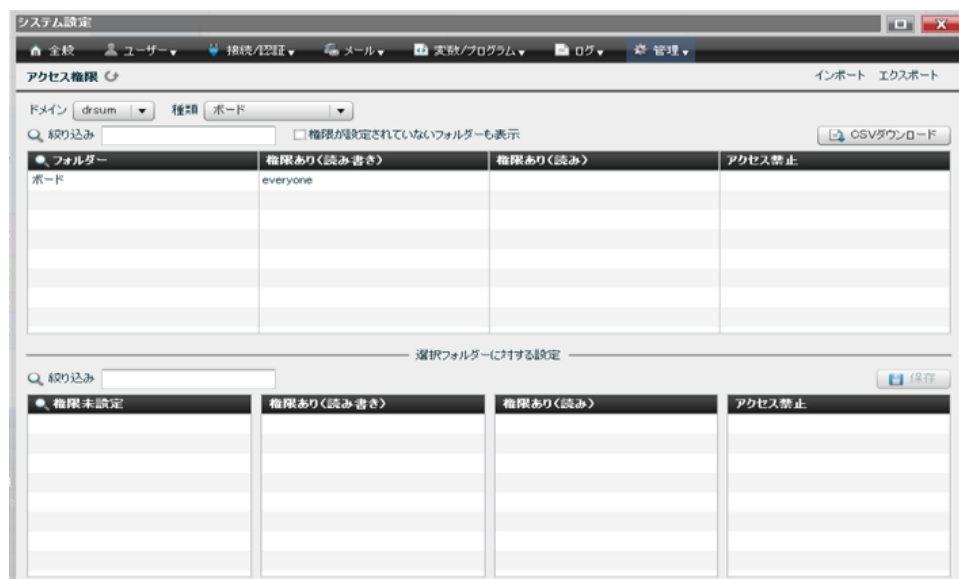 システム設定
全般 ユーザー▼ 接続/認証▼ メール▼ 変数/プログラム▼ ログ▼ 管理▼
アクセス権限 インポート エクスポート
ドメイン drsum ▼ 種類 ボード ▼
絞り込み 権限が設定されていないフォルダーも表示 CSVダウンロード
フォルダー 権限あり(読み書き) 権限あり(読み) アクセス禁止
ボード everyone
選択フォルダーに対する設定
絞り込み 保存
権限未設定 権限あり(読み書き) 権限あり(読み) アクセス禁止